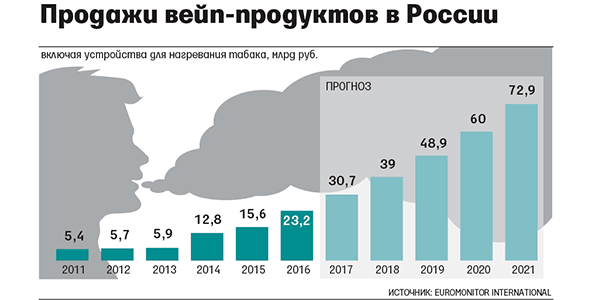 Продажи вейп-продуктов в России
включая устройства для нагревания табака, млрд руб.
ПРОГНОЗ
5,4
5,7
5,9
12,8
15,6
23,2
30,7
39
48,9
60
72,9
2011 2012 2013 2014 2015 2016 2017 2018 2019 2020 2021
ИСТОЧНИК: EUROMONITOR INTERNATIONAL